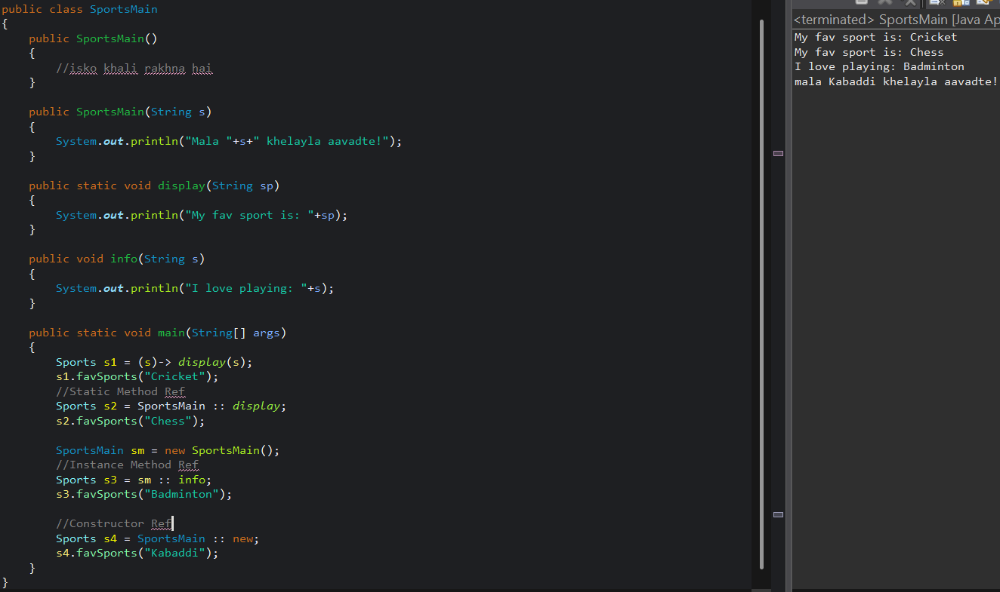 public class SportsMain
{
    public SportsMain()
    {
        //isko khali rakhna hai
    }

    public SportsMain(String s)
    {
        System.out.println("Mala "+s+" khelayla aavadte!");
    }

    public static void display(String sp)
    {
        System.out.println("My fav sport is: "+sp);
    }

    public void info(String s)
    {
        System.out.println("I love playing: "+s);
    }

    public static void main(String[] args)
    {
        Sports s1 = (s)-> display(s);
        s1.favSports("Cricket");
        //Static Method Ref
        Sports s2 = SportsMain :: display;
        s2.favSports("Chess");

        SportsMain sm = new SportsMain();
        //Instance Method Ref
        Sports s3 = sm :: info;
        s3.favSports("Badminton");

        //Constructor Ref
        Sports s4 = SportsMain :: new;
        s4.favSports("Kabaddi");
    }
}
<terminated> SportsMain [Java Ap
My fav sport is: Cricket
My fav sport is: Chess
I love playing: Badminton
mala Kabaddi khelayla aavadte!